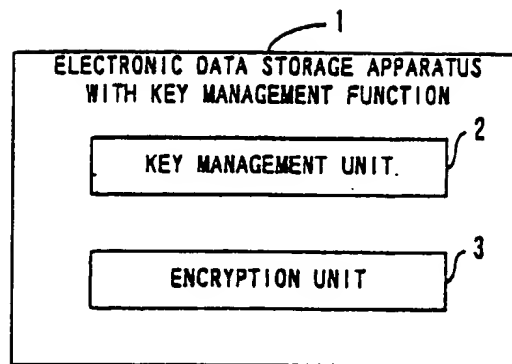 1
ELECTRONIC DATA STORAGE APPARATUS
WITH KEY MANAGEMENT FUNCTION
2
KEY MANAGEMENT UNIT.
3
ENCRYPTION UNIT